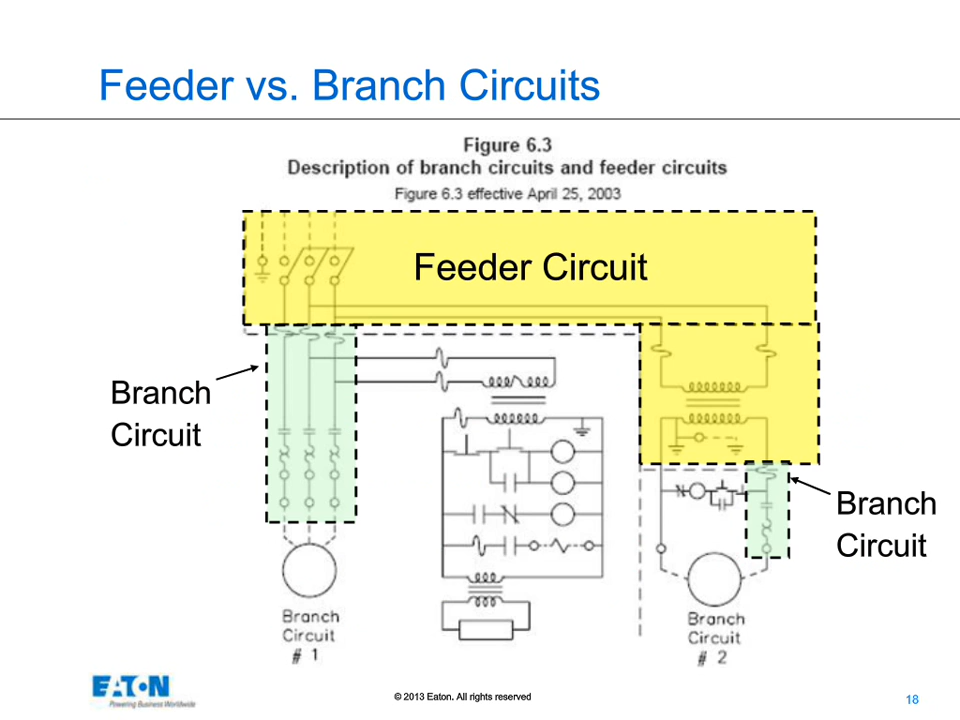 Feeder vs. Branch Circuits
Figure 6.3
Description of branch circuits and feeder circuits
Figure 6.3 effective April 25, 2003
Feeder Circuit
Branch
Circuit
Branch
Circuit
Branch
Circuit
# 1
Branch
Circuit
# 2
EATON
Powering Business Worldwide
© 2013 Eaton. All rights reserved
18